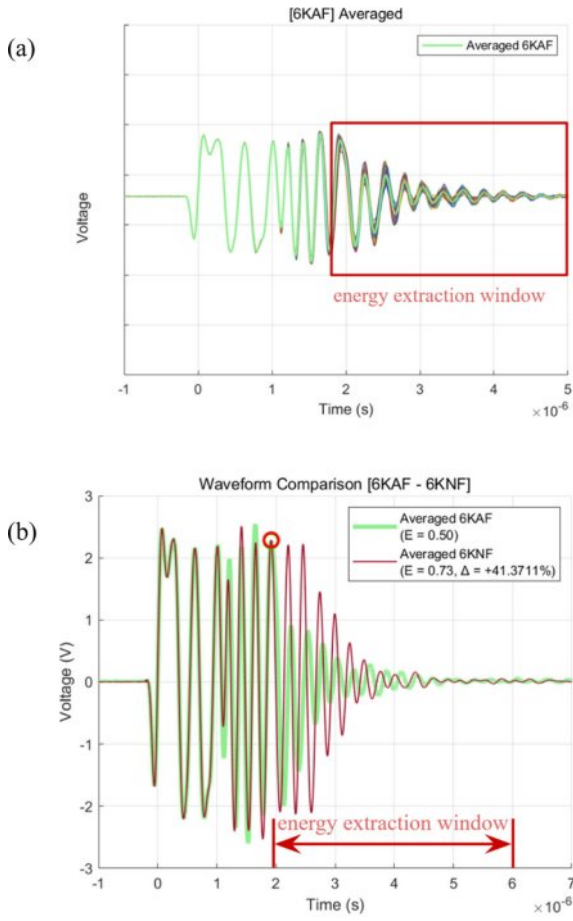 (a)
[6KAF] Averaged
Averaged 6KAF
Voltage
energy extraction window
-1 0 1 2 3 4 5
Time (s)
×10⁻⁶
(b)
Waveform Comparison [6KAF - 6KNF]
Averaged 6KAF
(E = 0.50)
Averaged 6KNF
(E = 0.73, Δ = +41.3711%)
3
2
1
0
-1
-2
-3
Voltage (V)
energy extraction window
-1 0 1 2 3 4 5 6 7
Time (s)
×10⁻⁶